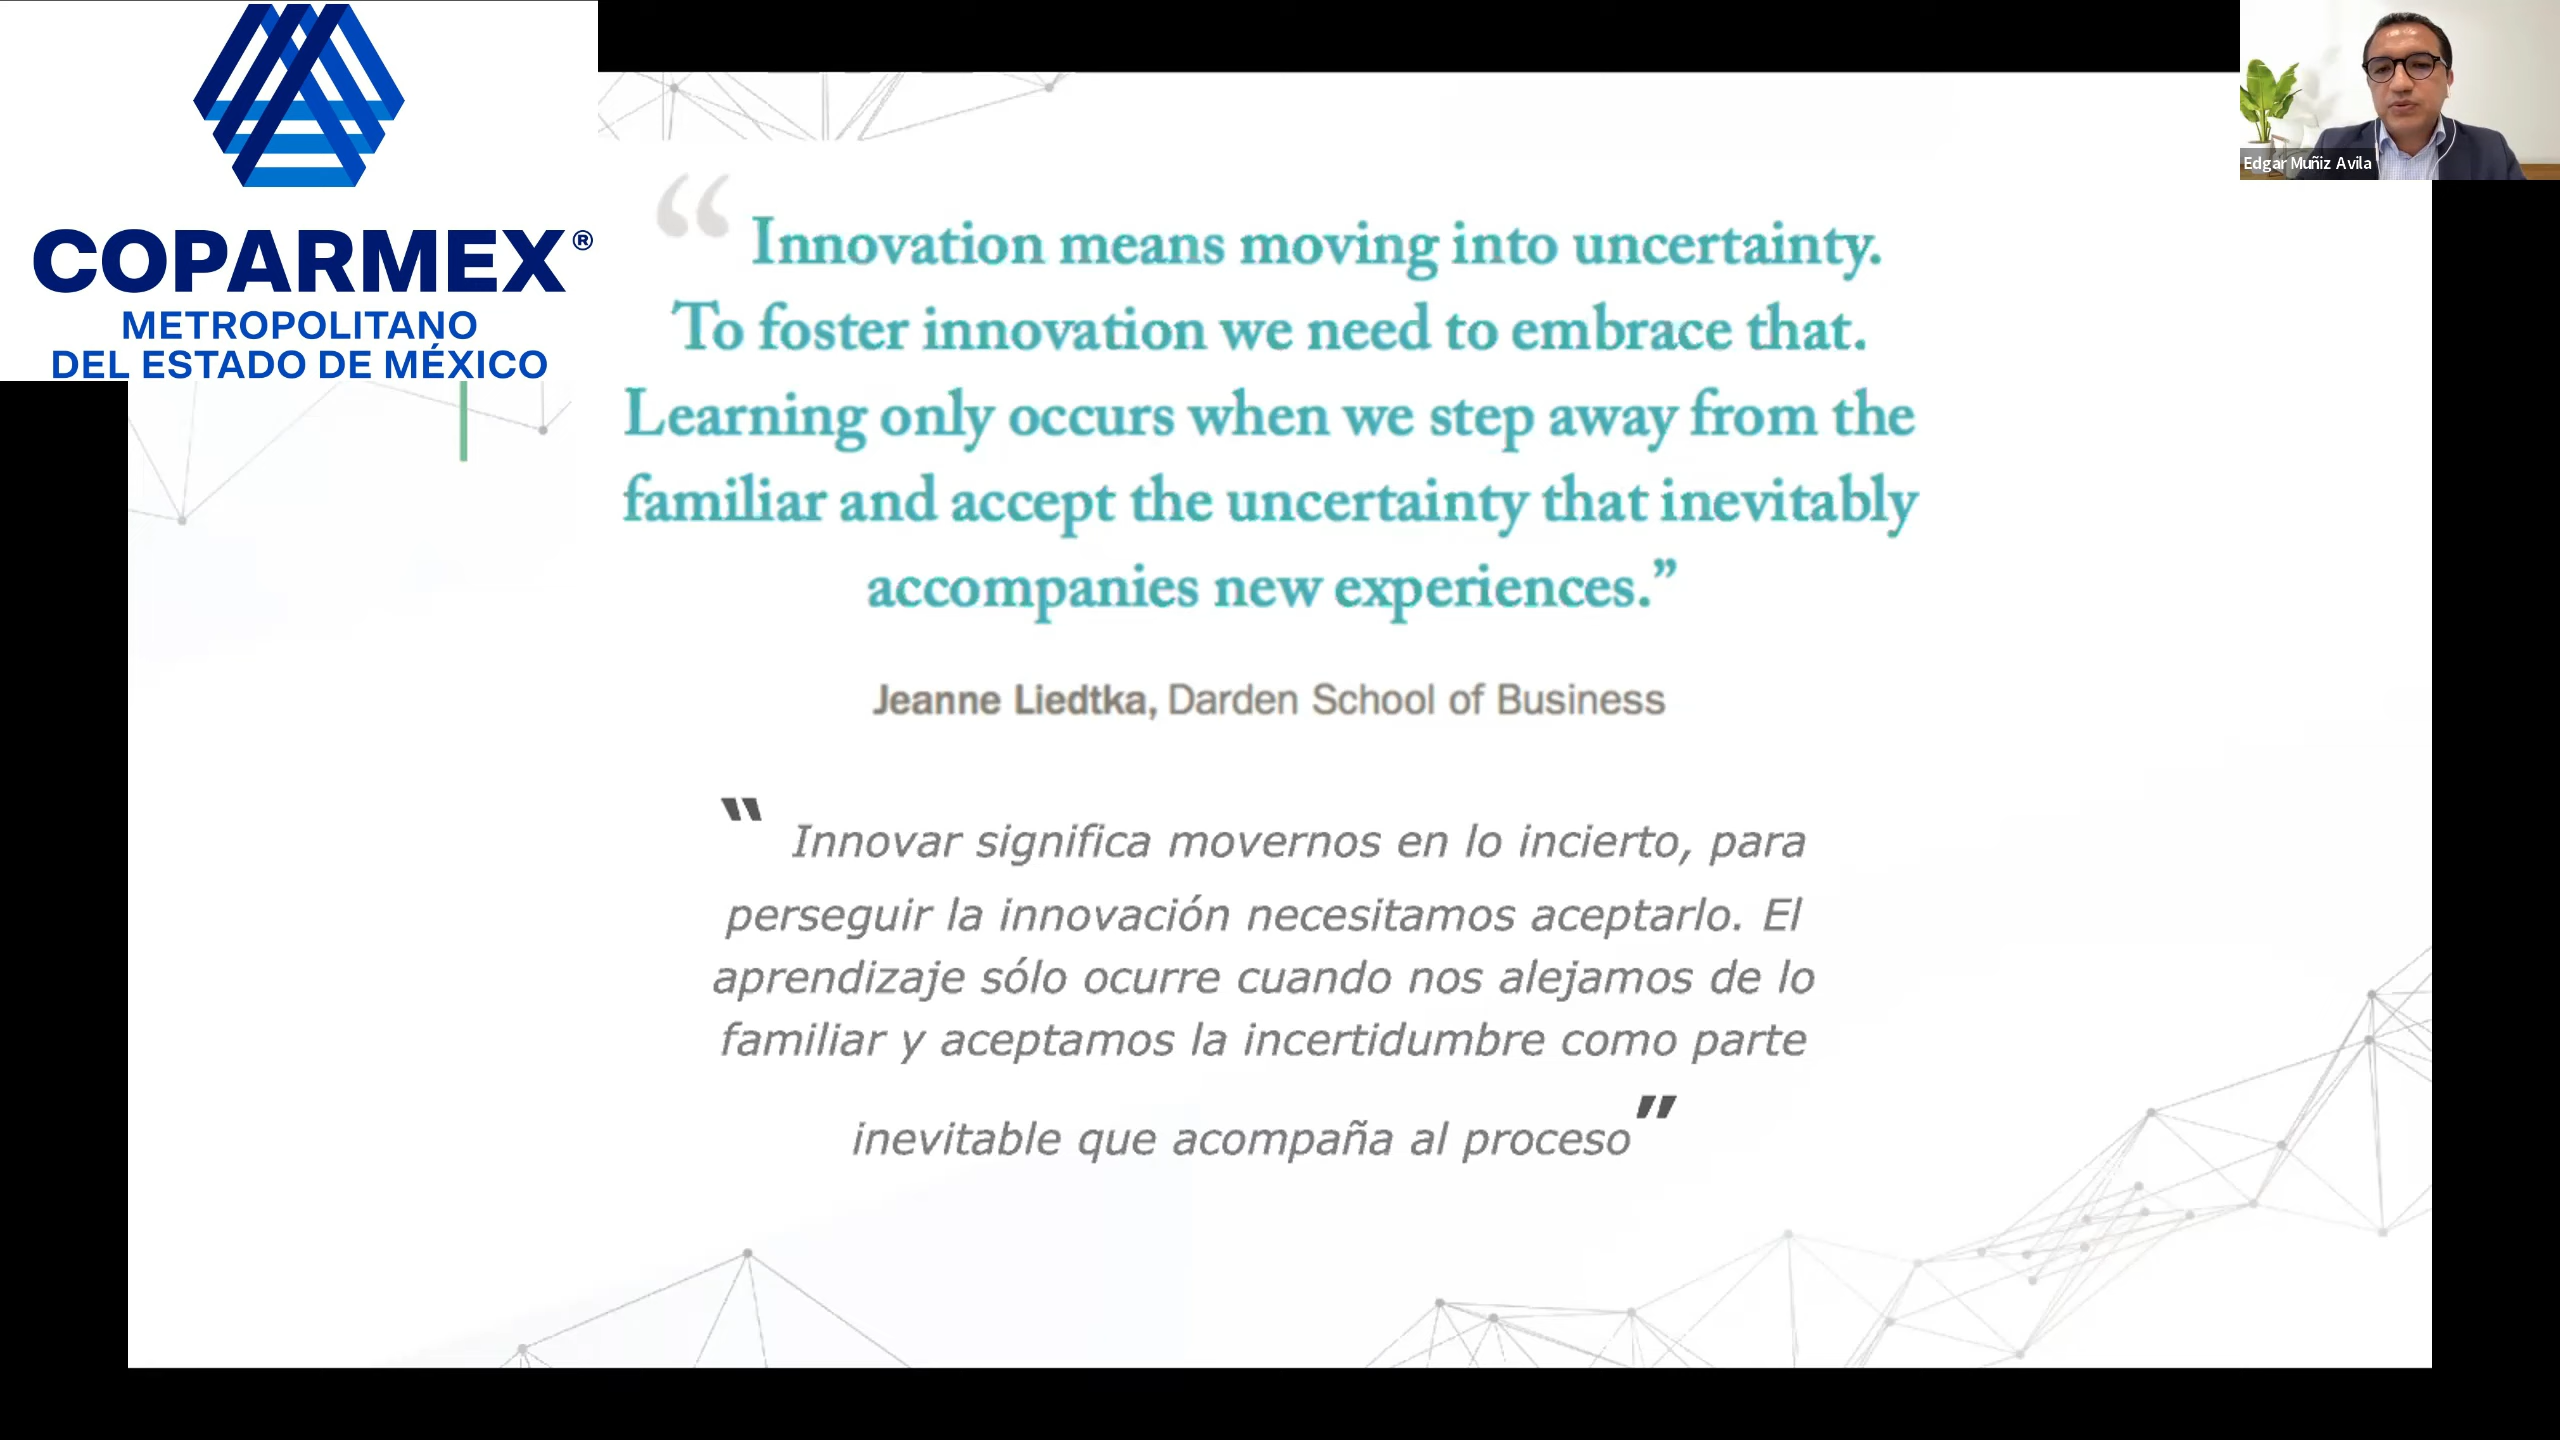 COPARMEX®
METROPOLITANO
DEL ESTADO DE MÉXICO
Edgar Muñiz Avila
“ Innovation means moving into uncertainty.
To foster innovation we need to embrace that.
Learning only occurs when we step away from the
familiar and accept the uncertainty that inevitably
accompanies new experiences.”
Jeanne Liedtka, Darden School of Business
“ Innovar significa movernos en lo incierto, para
perseguir la innovación necesitamos aceptarlo. El
aprendizaje sólo ocurre cuando nos alejamos de lo
familiar y aceptamos la incertidumbre como parte
inevitable que acompaña al proceso”